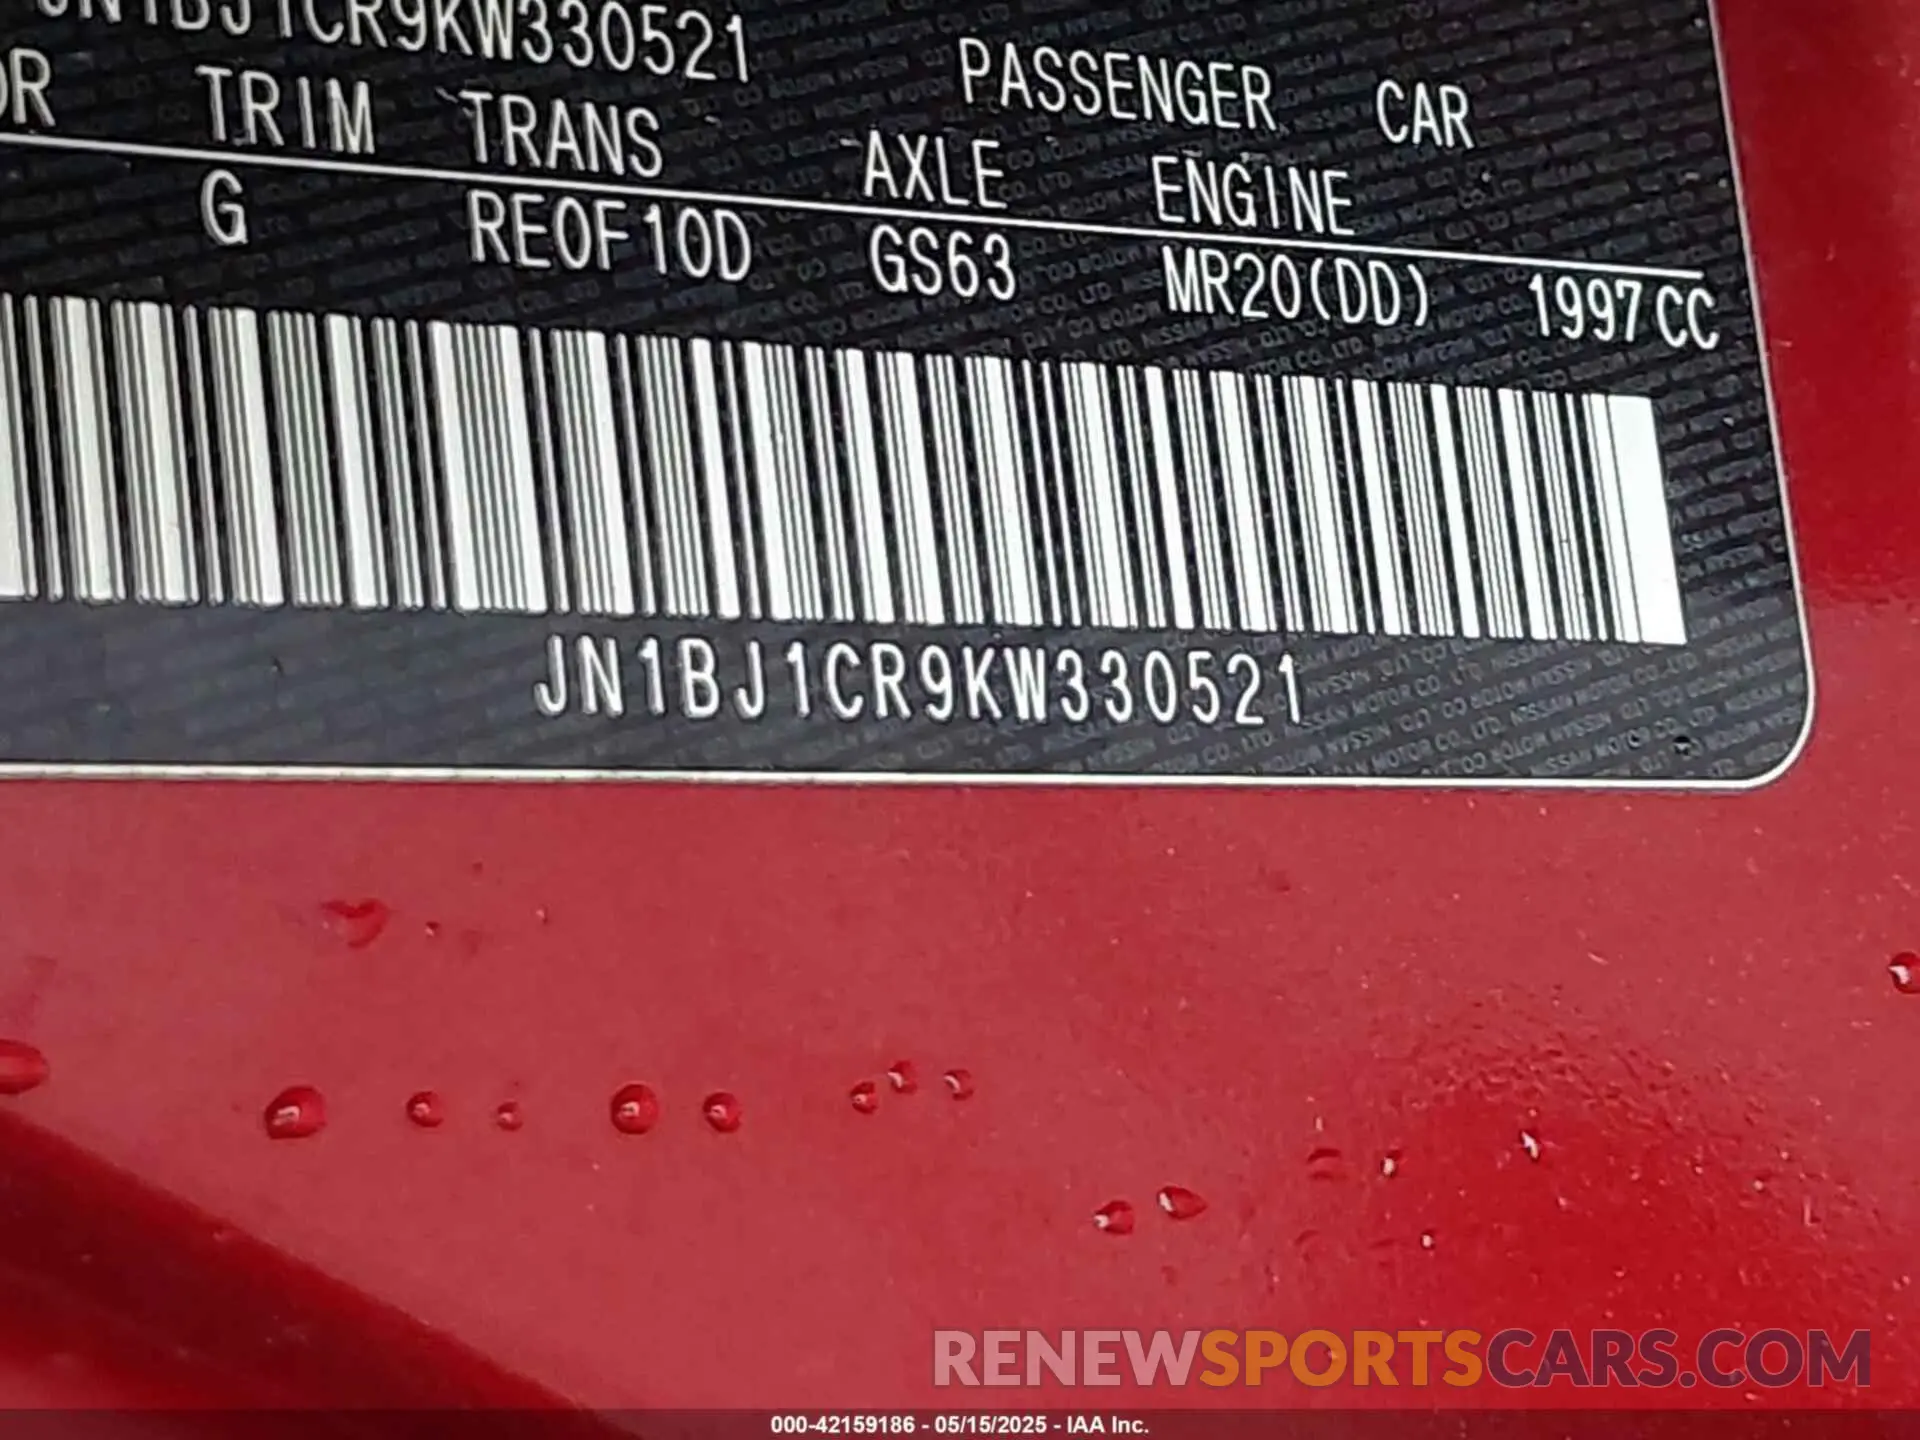 JN1BJ1CR9KW330521
PASSENGER CAR
OR TRIM TRANS AXLE ENGINE
G RE0F10D GS63 MR20(DD) 1997CC
JN1BJ1CR9KW330521
RENEWSPORTSCARS.COM
000-42159186 - 05/15/2025 - IAA Inc.